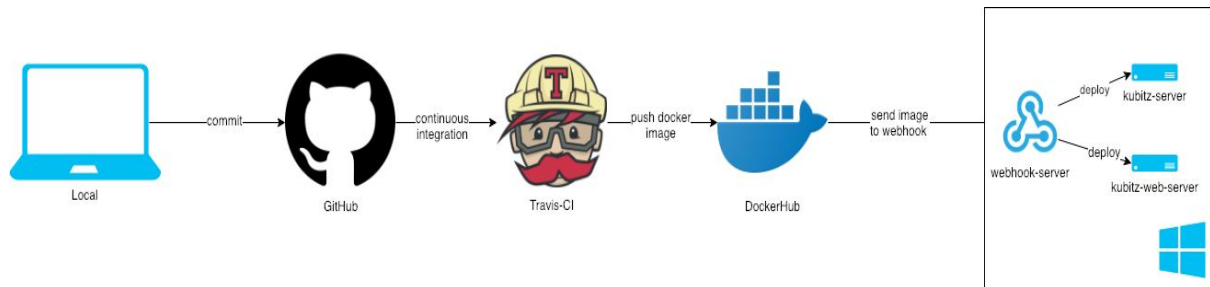 Local
commit
GitHub
continuous
integration
T
Travis-CI
push docker
image
DockerHub
send image
to webhook
webhook-server
deploy
kubitz-server
deploy
kubitz-web-server